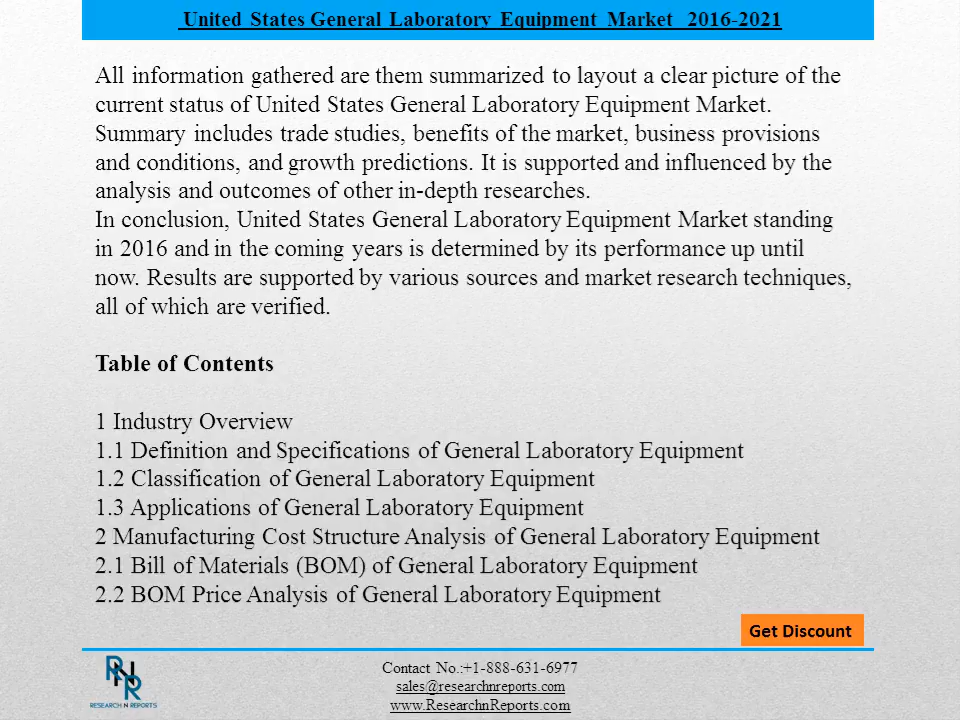 United States General Laboratory Equipment Market 2016-2021
All information gathered are them summarized to layout a clear picture of the
current status of United States General Laboratory Equipment Market.
Summary includes trade studies, benefits of the market, business provisions
and conditions, and growth predictions. It is supported and influenced by the
analysis and outcomes of other in-depth researches.
In conclusion, United States General Laboratory Equipment Market standing
in 2016 and in the coming years is determined by its performance up until
now. Results are supported by various sources and market research techniques,
all of which are verified.
Table of Contents
1 Industry Overview
1.1 Definition and Specifications of General Laboratory Equipment
1.2 Classification of General Laboratory Equipment
1.3 Applications of General Laboratory Equipment
2 Manufacturing Cost Structure Analysis of General Laboratory Equipment
2.1 Bill of Materials (BOM) of General Laboratory Equipment
2.2 BOM Price Analysis of General Laboratory Equipment
Get Discount
RNR
RESEARCH N REPORTS
Contact No.:+1-888-631-6977
sales@researchnreports.com
www.ResearchnReports.com